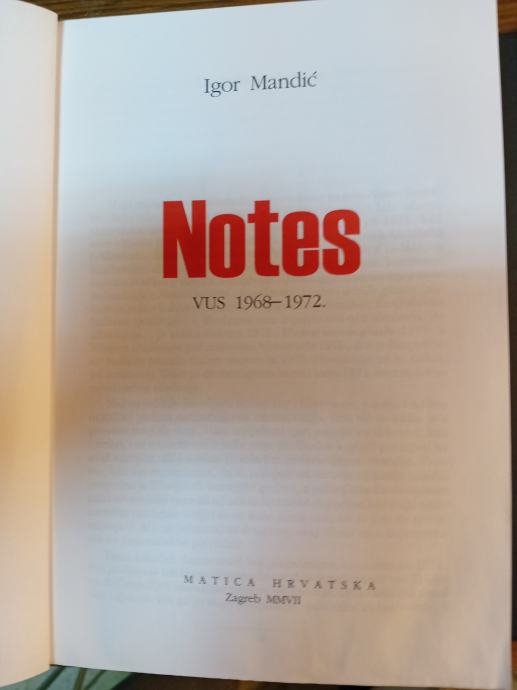 Igor Mandić
Notes
VUS 1968–1972.
MATICA HRVATSKA
Zagreb MMVII